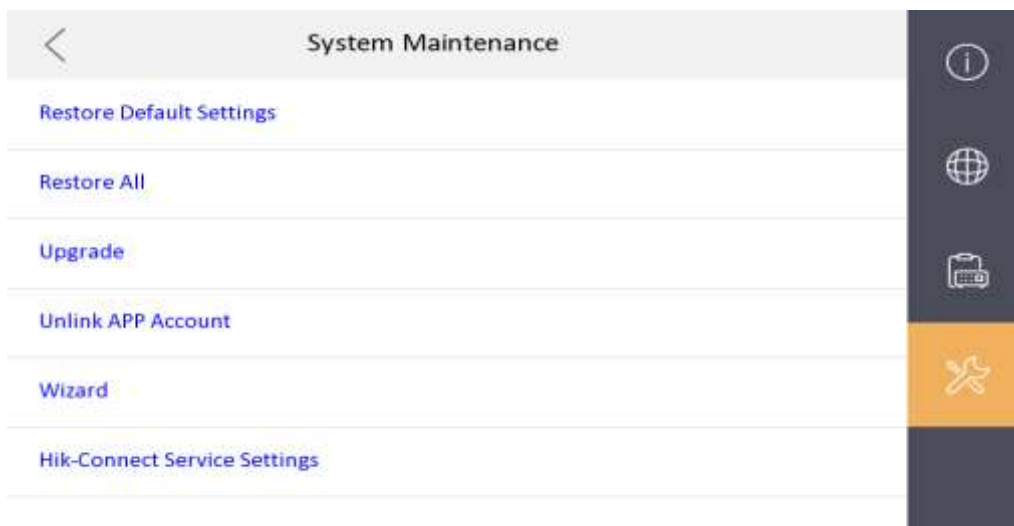 System Maintenance
Restore Default Settings
Restore All
Upgrade
Unlink APP Account
Wizard
Hik-Connect Service Settings